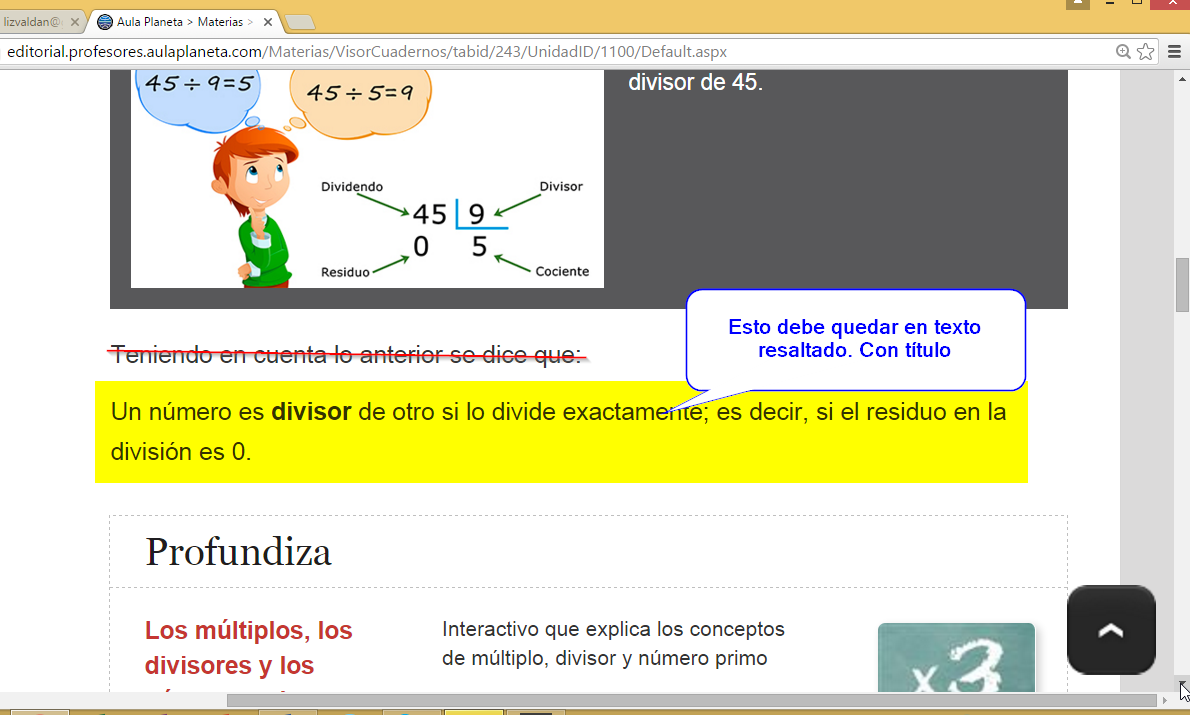 lizvaldan@
Aula Planeta > Materias >
editorial.profesores.aulaplaneta.com/Materias/VisorCuadernos/tabid/243/UnidadID/1100/Default.aspx
45 ÷ 9=5
45 ÷ 5=9
divisor de 45.
Dividendo
Divisor
45 9
0 5
Residuo
Cociente
Esto debe quedar en texto
resaltado. Con título
Teniendo en cuenta lo anterior se dice que:
Un número es divisor de otro si lo divide exactamente; es decir, si el residuo en la
división es 0.
Profundiza
Los múltiplos, los
divisores y los
Interactivo que explica los conceptos
de múltiplo, divisor y número primo
x3